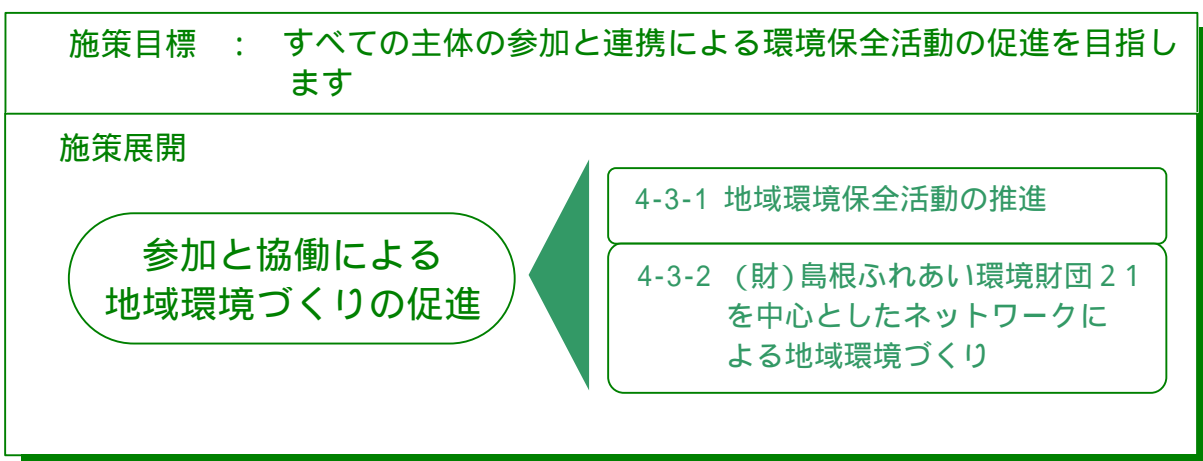 施策目標 : すべての主体の参加と連携による環境保全活動の促進を目指し
ます
施策展開
参加と協働による
地域環境づくりの促進
4-3-1 地域環境保全活動の推進
4-3-2 (財)島根ふれあい環境財団21
を中心としたネットワークに
よる地域環境づくり